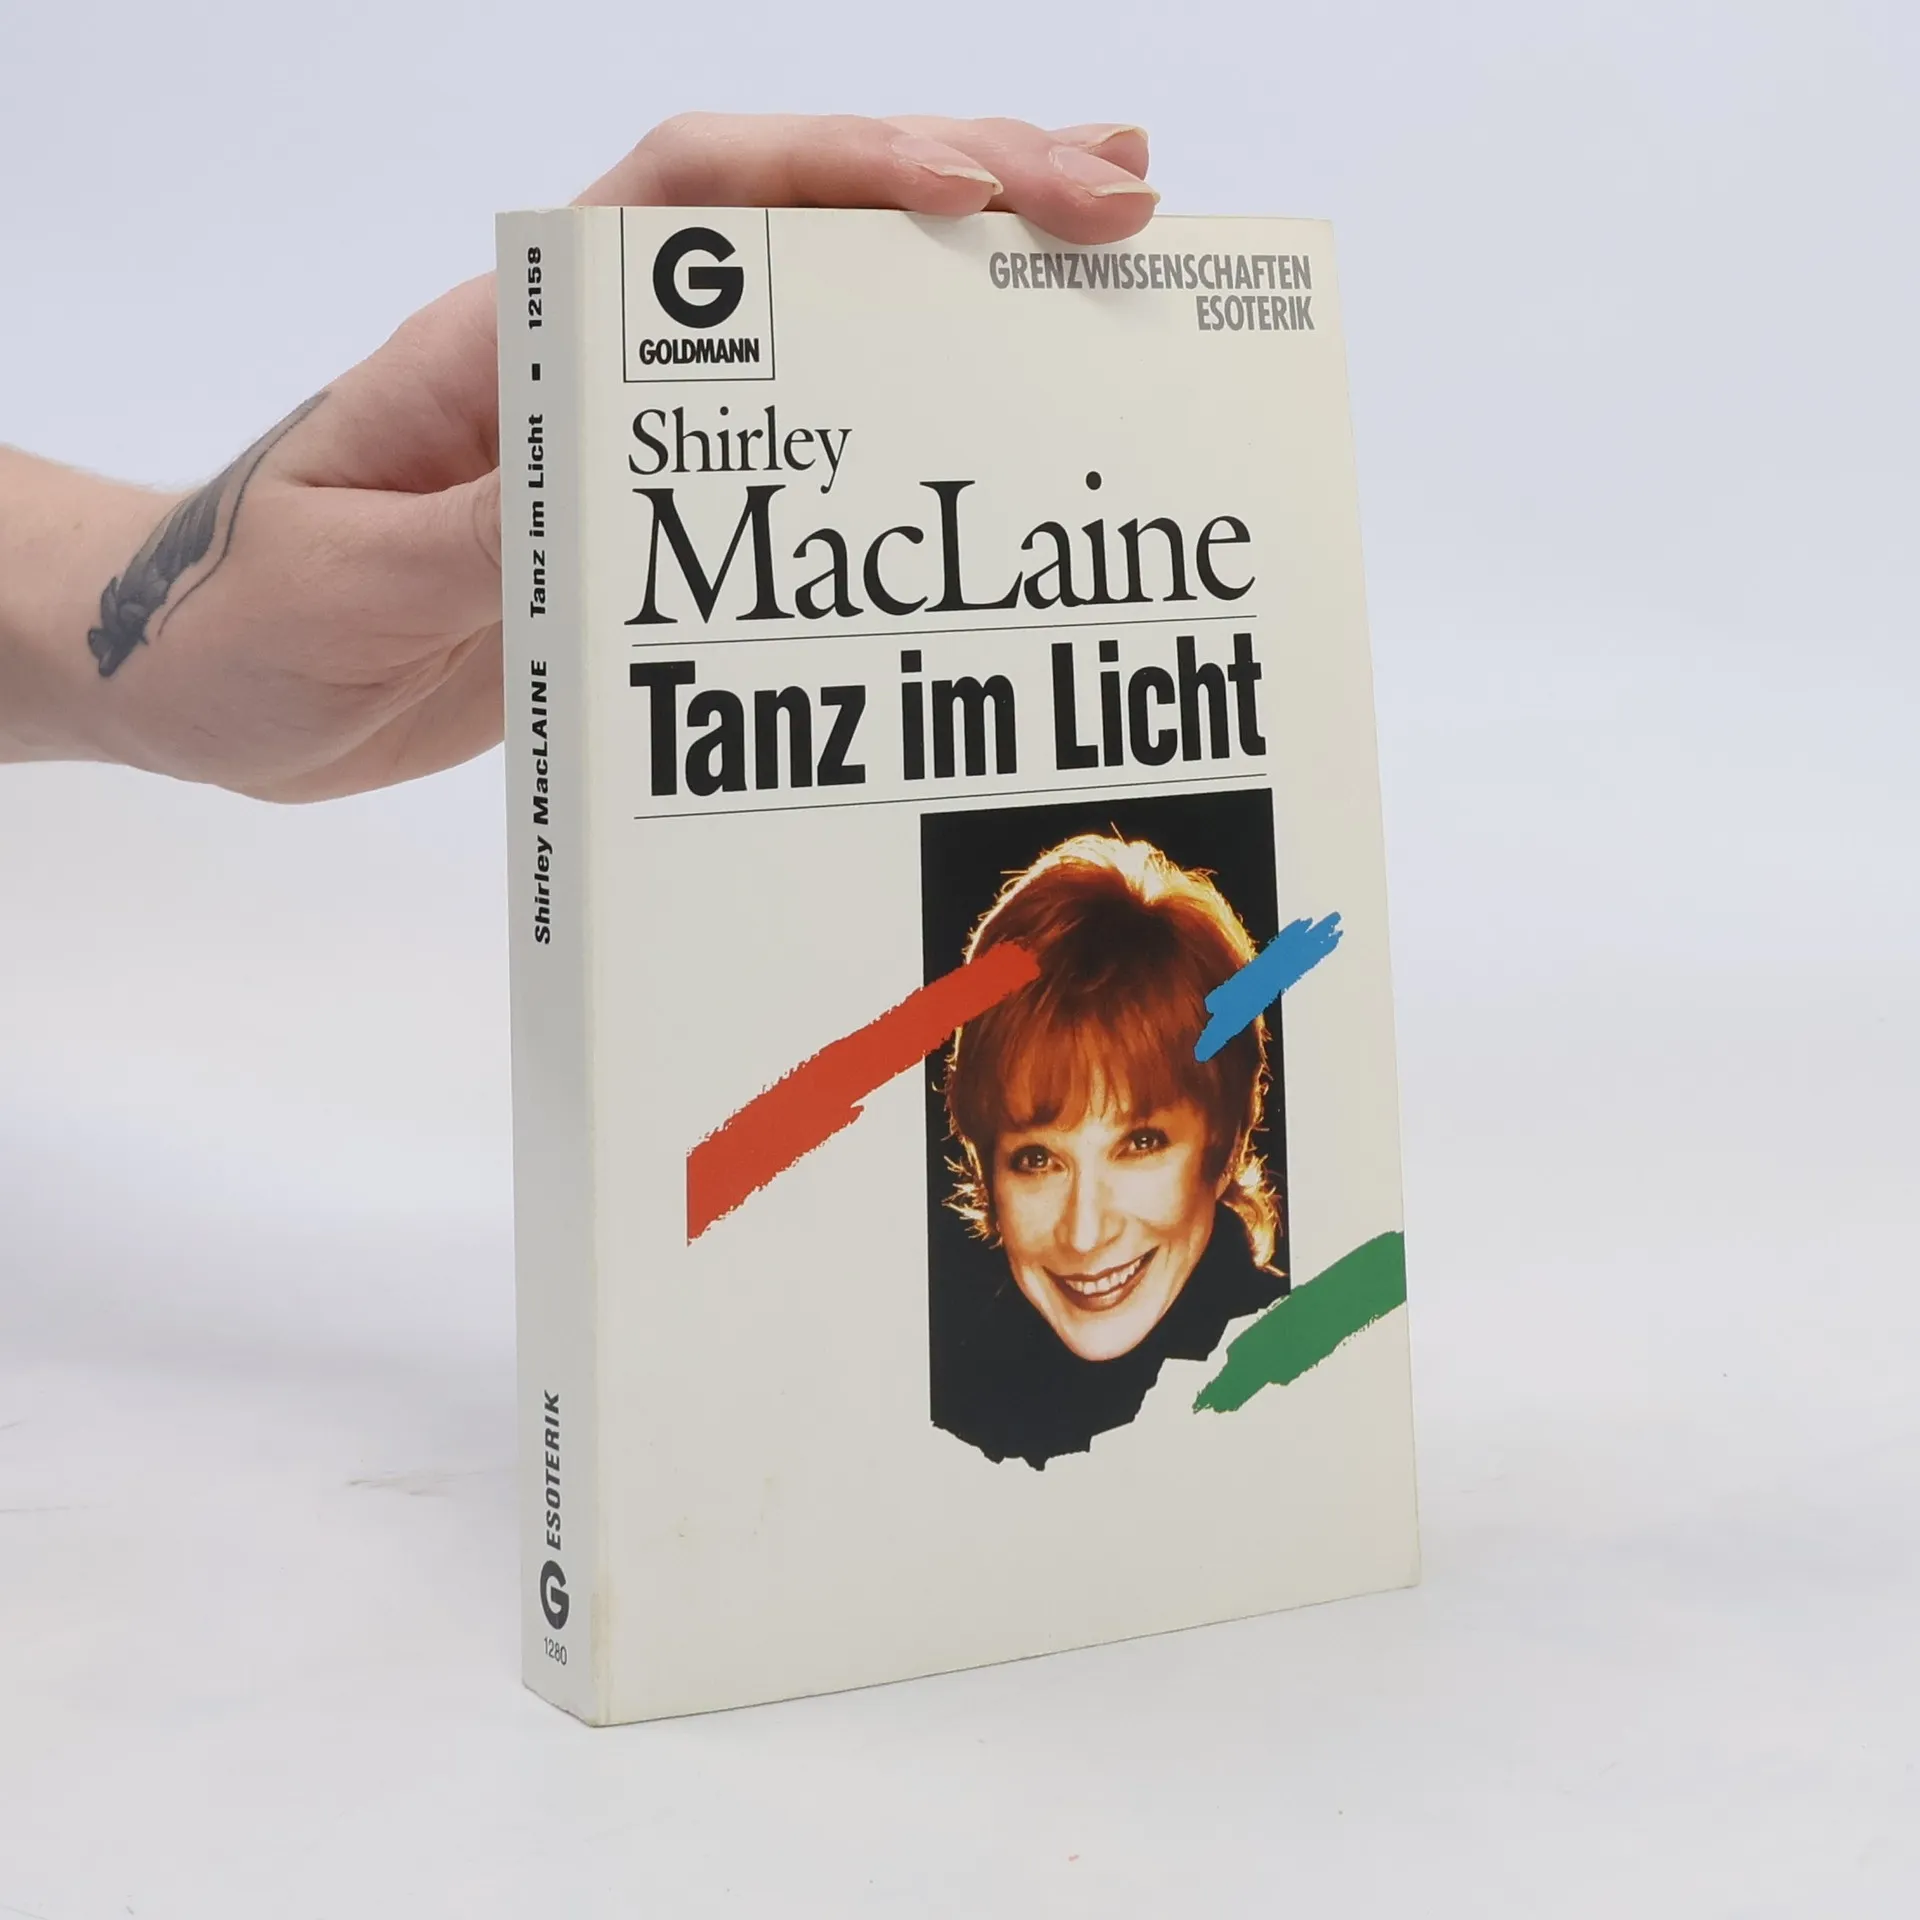 G
GOLDMANN
GRENZWISSENSCHAFTEN
ESOTERIK
Shirley
MacLaine
Tanz im Licht
Shirley MacLAINE Tanz im Licht ▪ 12158
G ESOTERIK
1280